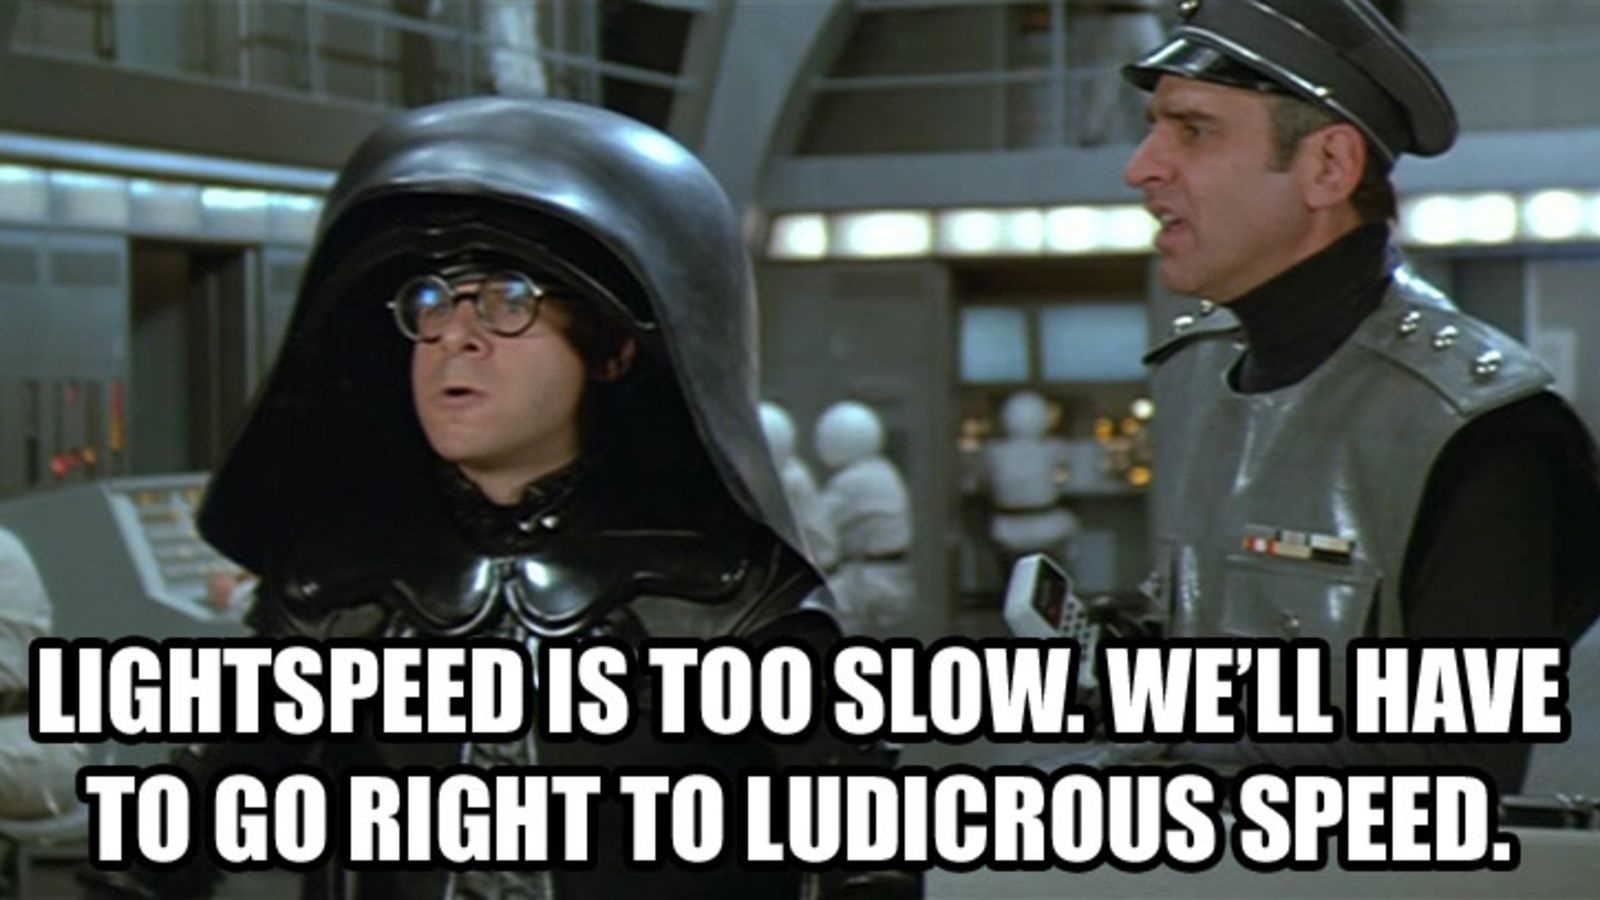 LIGHTSPEED IS TOO SLOW. WE'LL HAVE
TO GO RIGHT TO LUDICROUS SPEED.